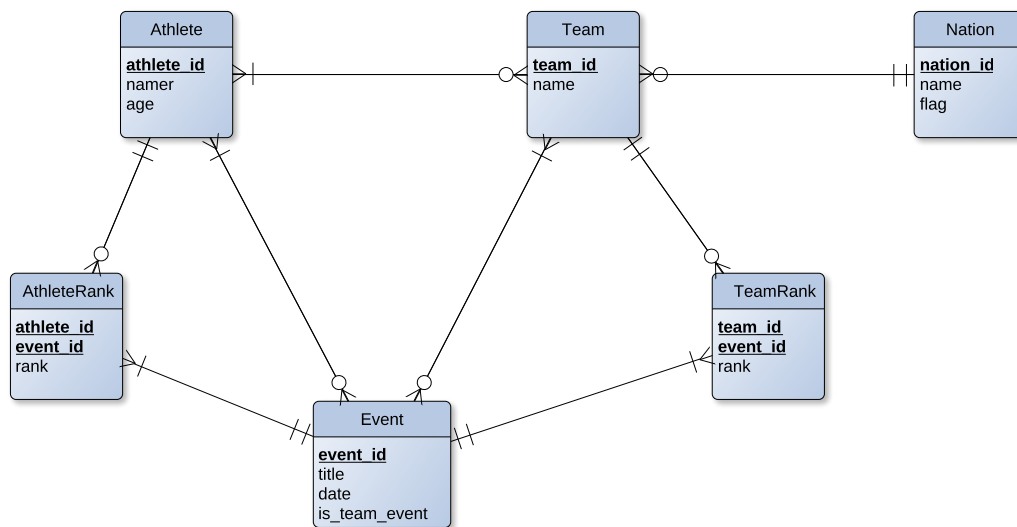 Athlete
athlete_id
namer
age
Team
team_id
name
Nation
nation_id
name
flag
AthleteRank
athlete_id
event_id
rank
TeamRank
team_id
event_id
rank
Event
event_id
title
date
is_team_event